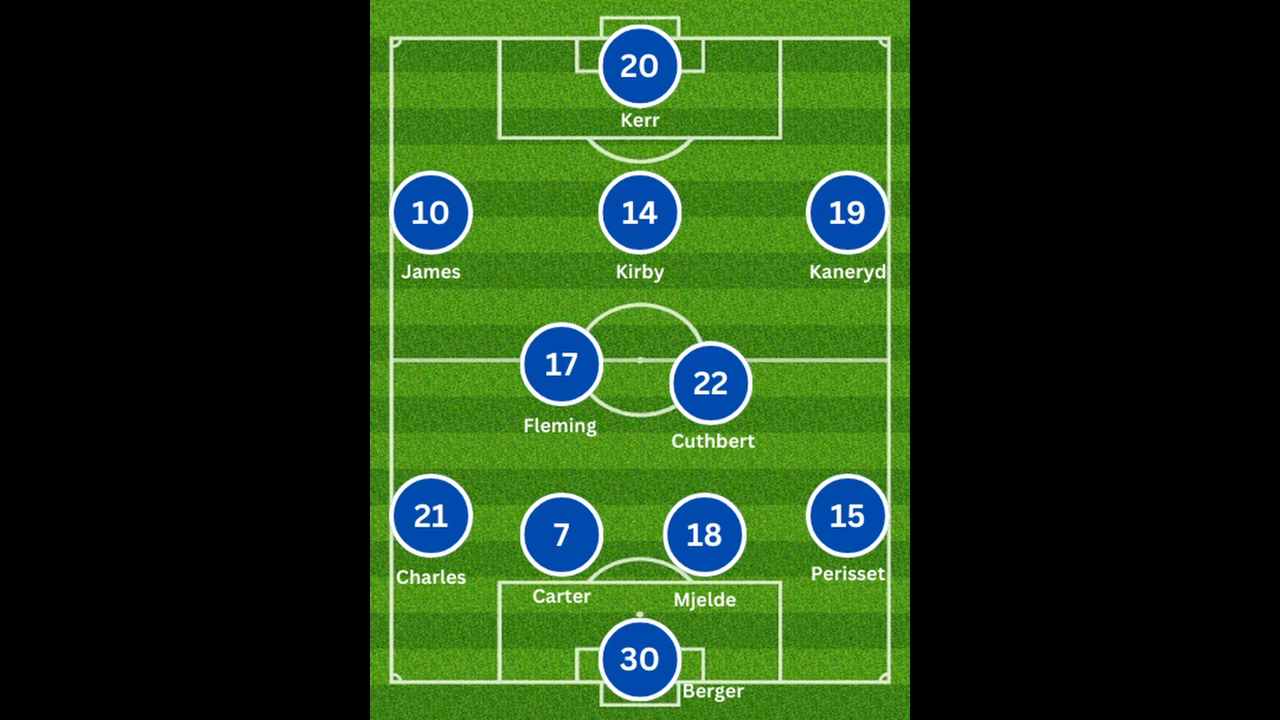 20
Kerr
10
14
19
James
Kirby
Kaneryd
17
22
Fleming
Cuthbert
21
7
18
15
Charles
Carter
Mjelde
Perisset
30
Berger